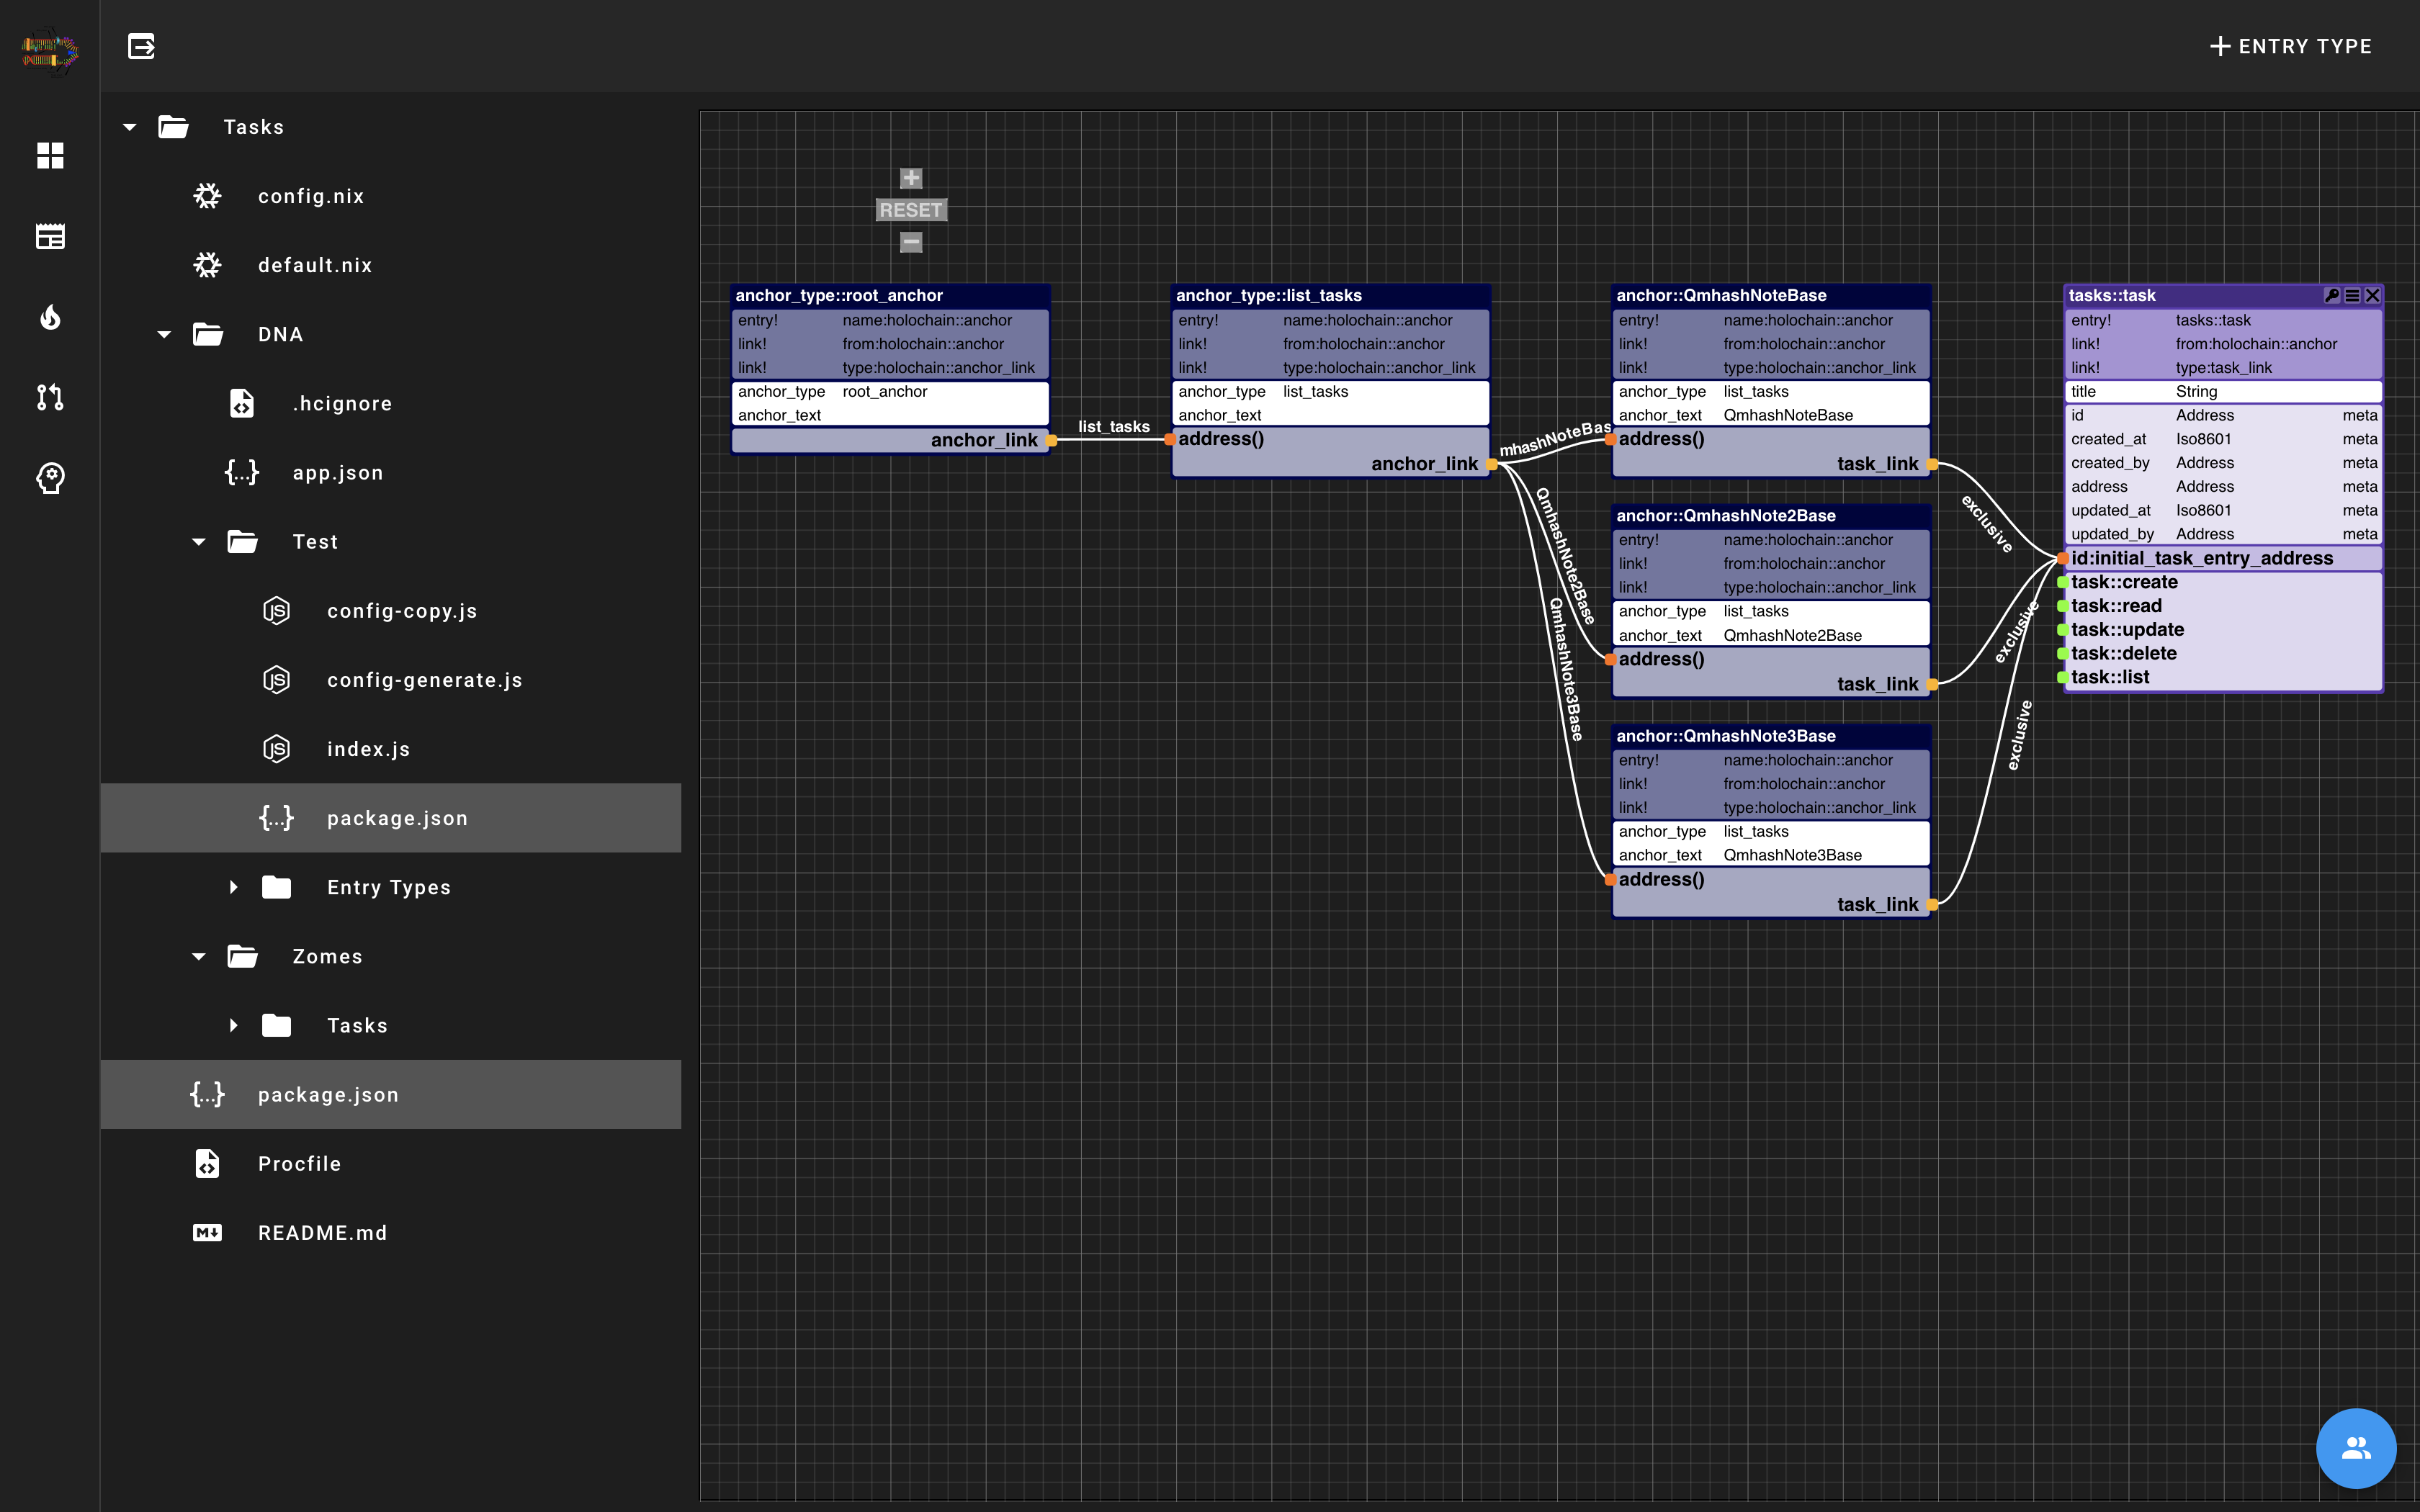 ENTRY TYPE
Tasks
config.nix
default.nix
DNA
.hcignore
{...} app.json
Test
JS config-copy.js
JS config-generate.js
JS index.js
{...} package.json
Entry Types
Zomes
Tasks
{...} package.json
Procfile
M README.md
+
RESET
−
anchor_type::root_anchor
entry! name:holochain::anchor
link! from:holochain::anchor
link! type:holochain::anchor_link
anchor_type root_anchor
anchor_text
anchor_link
list_tasks
anchor_type::list_tasks
entry! name:holochain::anchor
link! from:holochain::anchor
link! type:holochain::anchor_link
anchor_type list_tasks
anchor_text
address()
anchor_link
mhashNoteBas
QmhashNote2Base
QmhashNote3Base
anchor::QmhashNoteBase
entry! name:holochain::anchor
link! from:holochain::anchor
link! type:holochain::anchor_link
anchor_type list_tasks
anchor_text QmhashNoteBase
address()
task_link
anchor::QmhashNote2Base
entry! name:holochain::anchor
link! from:holochain::anchor
link! type:holochain::anchor_link
anchor_type list_tasks
anchor_text QmhashNote2Base
address()
task_link
anchor::QmhashNote3Base
entry! name:holochain::anchor
link! from:holochain::anchor
link! type:holochain::anchor_link
anchor_type list_tasks
anchor_text QmhashNote3Base
address()
task_link
exclusive
exclusive
exclusive
tasks::task
entry! tasks::task
link! from:holochain::anchor
link! type:task_link
title String
id Address meta
created_at Iso8601 meta
created_by Address meta
address Address meta
updated_at Iso8601 meta
updated_by Address meta
id:initial_task_entry_address
task::create
task::read
task::update
task::delete
task::list